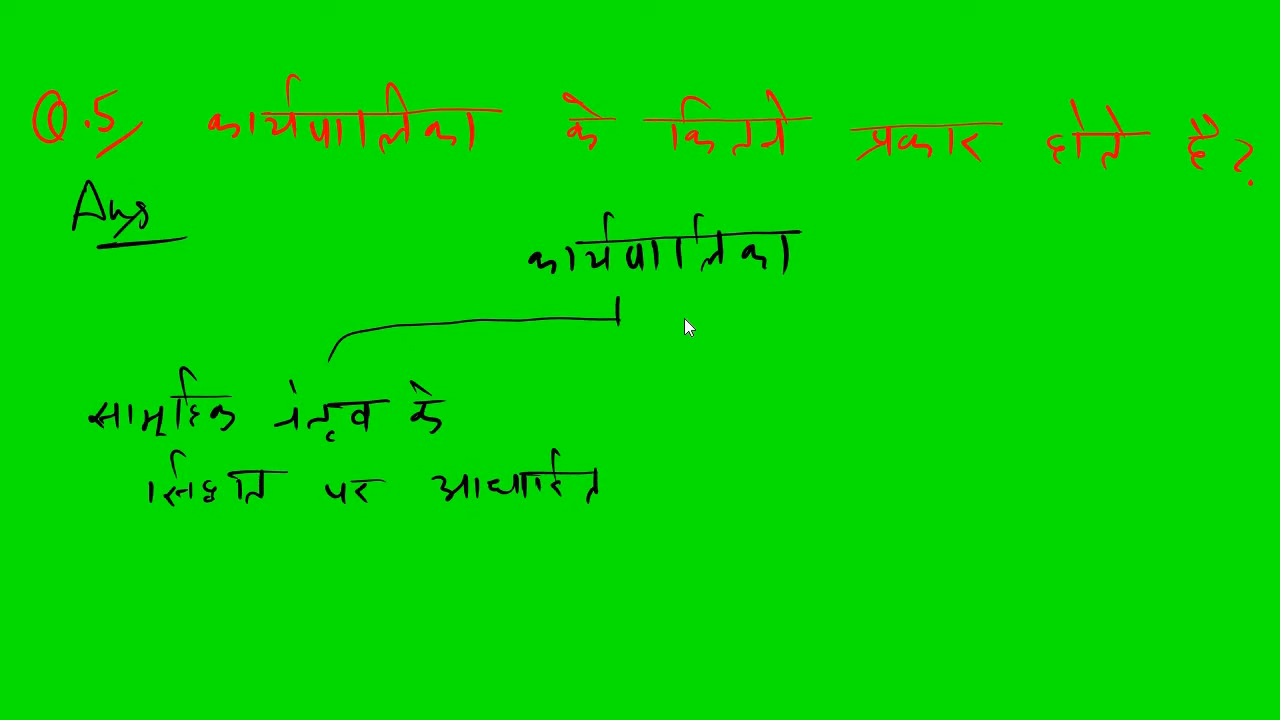 Q.5, कार्यपालिका के कितने प्रकार होते है?
Ans
कार्यपालिका
सामुहिक नेतृत्व के
सिद्धान्त पर आधारित